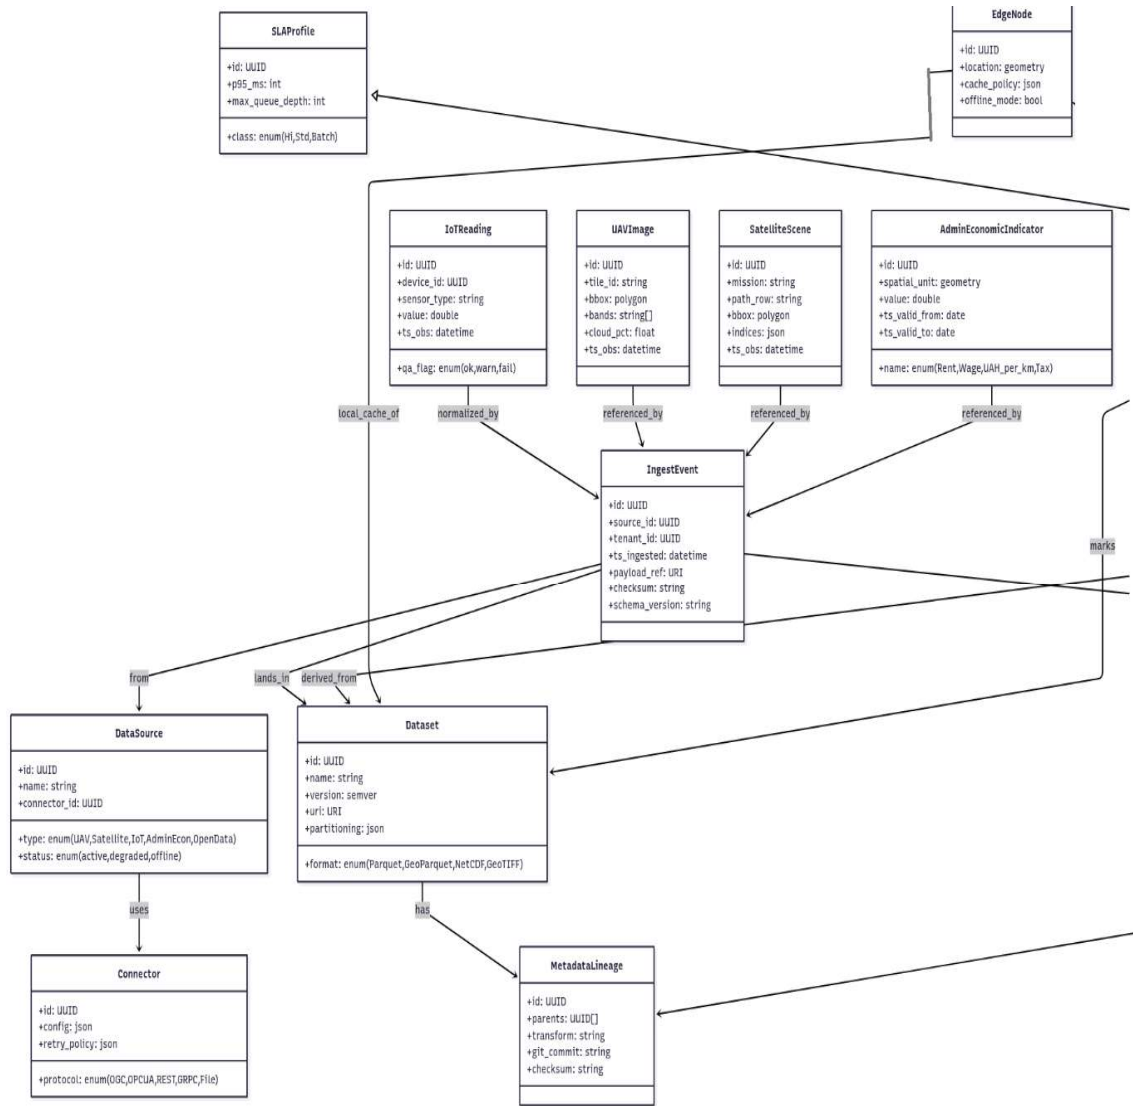 SLAProfile
+id: UUID
+p95_ms: int
+max_queue_depth: int
+class: enum(Hi,Std,Batch)
EdgeNode
+id: UUID
+location: geometry
+cache_policy: json
+offline_mode: bool
IoTReading
+id: UUID
+device_id: UUID
+sensor_type: string
+value: double
+ts_obs: datetime
+qa_flag: enum(ok,warn,fail)
UAVImage
+id: UUID
+tile_id: string
+bbox: polygon
+bands: string[]
+cloud_pct: float
+ts_obs: datetime
SatelliteScene
+id: UUID
+mission: string
+path_row: string
+bbox: polygon
+indices: json
+ts_obs: datetime
AdminEconomicIndicator
+id: UUID
+spatial_unit: geometry
+value: double
+ts_valid_from: date
+ts_valid_to: date
+name: enum(Rent,Wage,UAH_per_km,Tax)
local_cache_of
normalized_by
referenced_by
referenced_by
referenced_by
IngestEvent
+id: UUID
+source_id: UUID
+tenant_id: UUID
+ts_ingested: datetime
+payload_ref: URI
+checksum: string
+schema_version: string
marks
from
lands_in
derived_from
DataSource
+id: UUID
+name: string
+connector_id: UUID
+type: enum(UAV,Satellite,IoT,AdminEcon,OpenData)
+status: enum(active,degraded,offline)
Dataset
+id: UUID
+name: string
+version: semver
+uri: URI
+partitioning: json
+format: enum(Parquet,GeoParquet,NetCDF,GeoTIFF)
uses
has
Connector
+id: UUID
+config: json
+retry_policy: json
+protocol: enum(OGC,OPCUA,REST,GRPC,File)
MetadataLineage
+id: UUID
+parents: UUID[]
+transform: string
+git_commit: string
+checksum: string